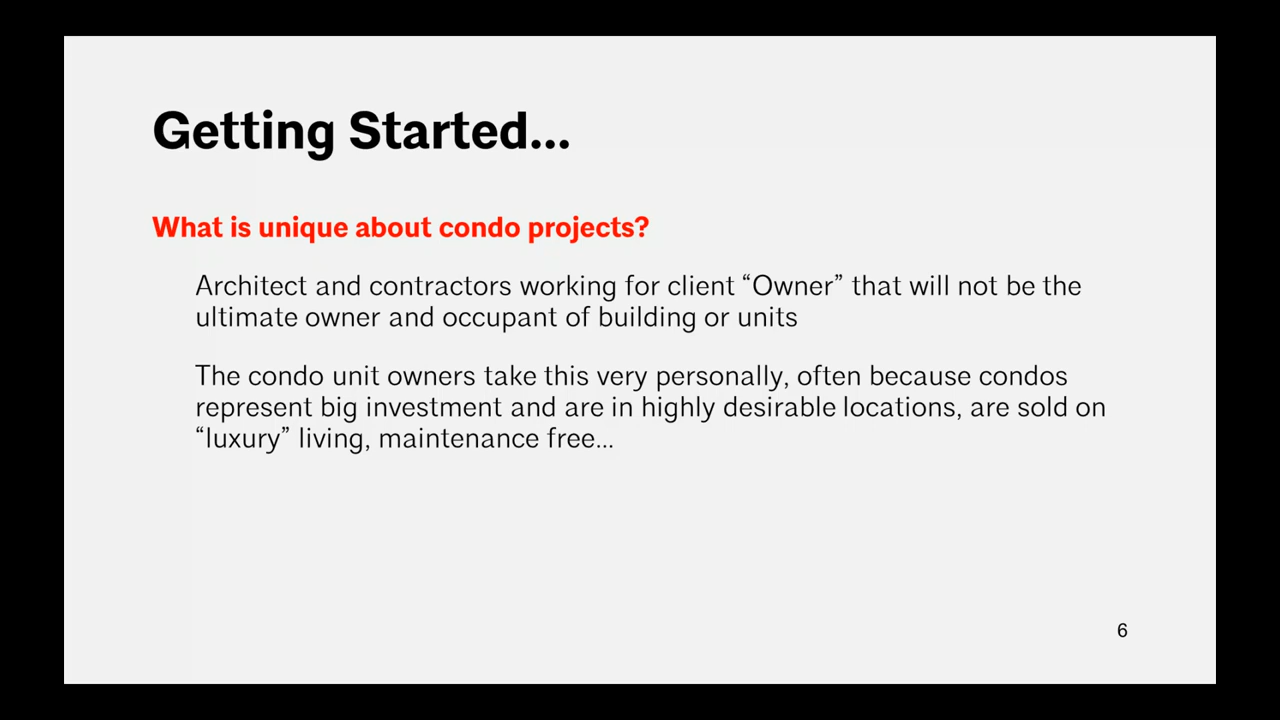 Getting Started...
What is unique about condo projects?
Architect and contractors working for client “Owner” that will not be the
ultimate owner and occupant of building or units
The condo unit owners take this very personally, often because condos
represent big investment and are in highly desirable locations, are sold on
“luxury” living, maintenance free...
6